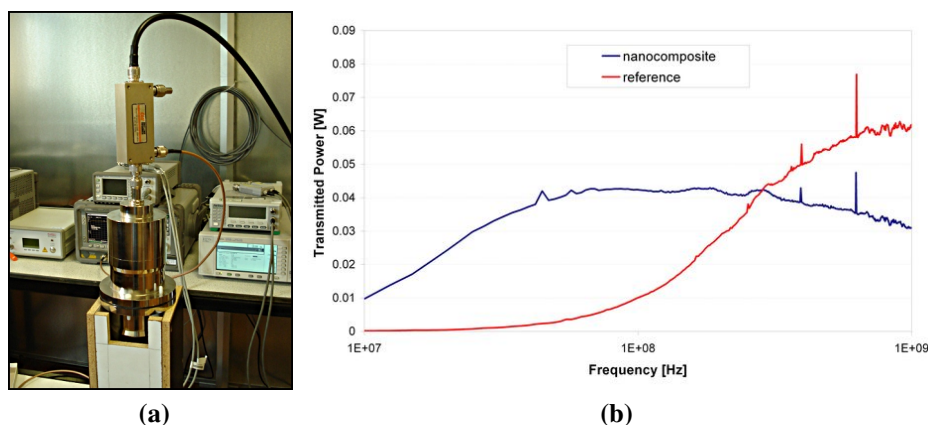 0.09
0.08
0.07
0.06
0.05
0.04
0.03
0.02
0.01
0
Transmitted Power [W]
nanocomposite
reference
1E+07
1E+08
1E+09
Frequency [Hz]
(a)
(b)